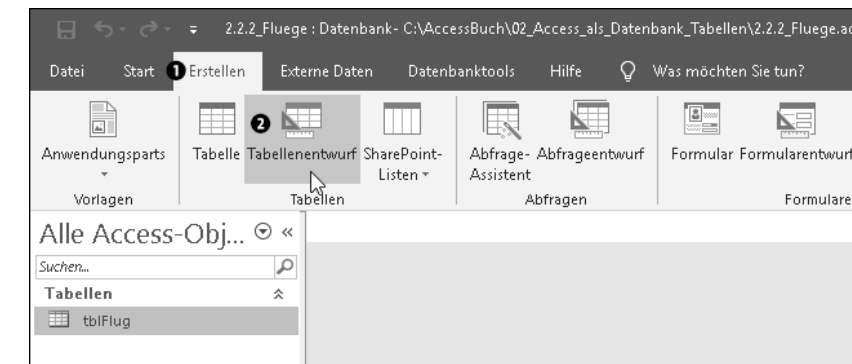 2.2.2_Fluege : Datenbank- C:\AccessBuch\02_Access_als_Datenbank_Tabellen\2.2.2_Fluege.ac
Datei Start 1 Erstellen Externe Daten Datenbanktools Hilfe Was möchten Sie tun?
2
Anwendungsparts Tabelle Tabellenentwurf SharePoint- Abfrage- Abfrageentwurf Formular Formularentwurf
Listen Assistent
Vorlagen Tabellen Abfragen Formulare
Alle Access-Obj... «
Suchen...
Tabellen
tblFlug